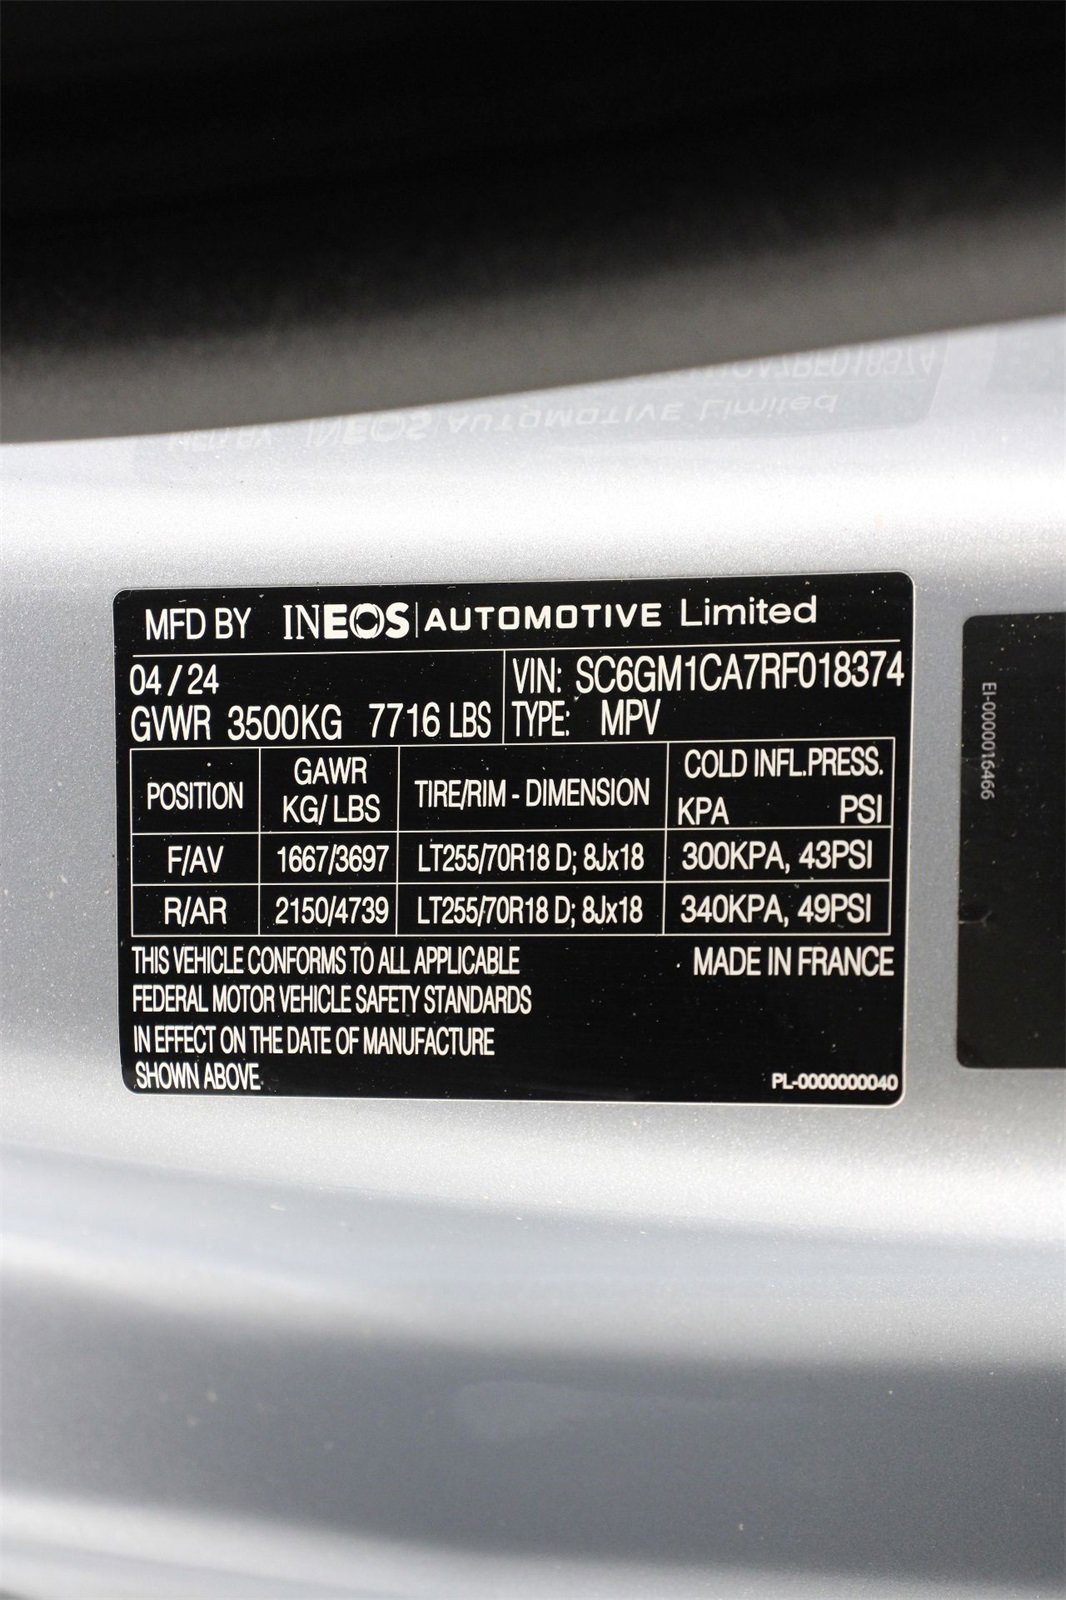 MFD BY INEOS | AUTOMOTIVE Limited
04 / 24
GVWR 3500KG 7716 LBS
VIN: SC6GM1CA7RF018374
TYPE: MPV
POSITION GAWR KG/ LBS TIRE/RIM - DIMENSION COLD INFL.PRESS. KPA PSI
F/AV 1667/3697 LT255/70R18 D; 8Jx18 300KPA, 43PSI
R/AR 2150/4739 LT255/70R18 D; 8Jx18 340KPA, 49PSI
THIS VEHICLE CONFORMS TO ALL APPLICABLE
FEDERAL MOTOR VEHICLE SAFETY STANDARDS
IN EFFECT ON THE DATE OF MANUFACTURE
SHOWN ABOVE
MADE IN FRANCE
PL-0000000040
EI-0000016466